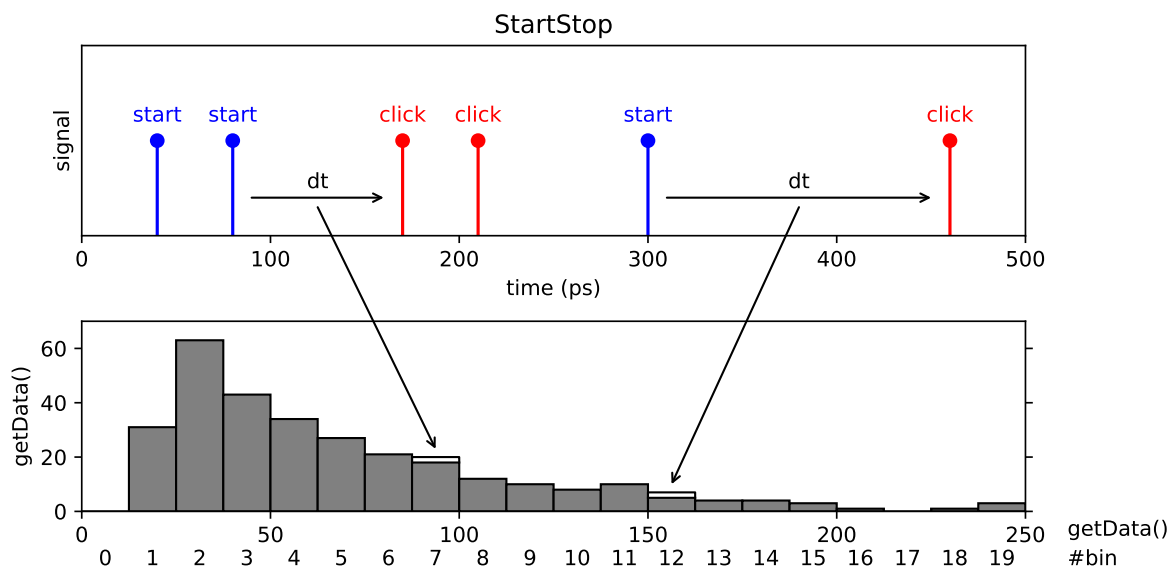 StartStop
signal
start start click click start click
dt dt
0 100 200 300 400 500
time (ps)
getData()
60
40
20
0
0 50 100 150 200 250 getData()
0 1 2 3 4 5 6 7 8 9 10 11 12 13 14 15 16 17 18 19 #bin